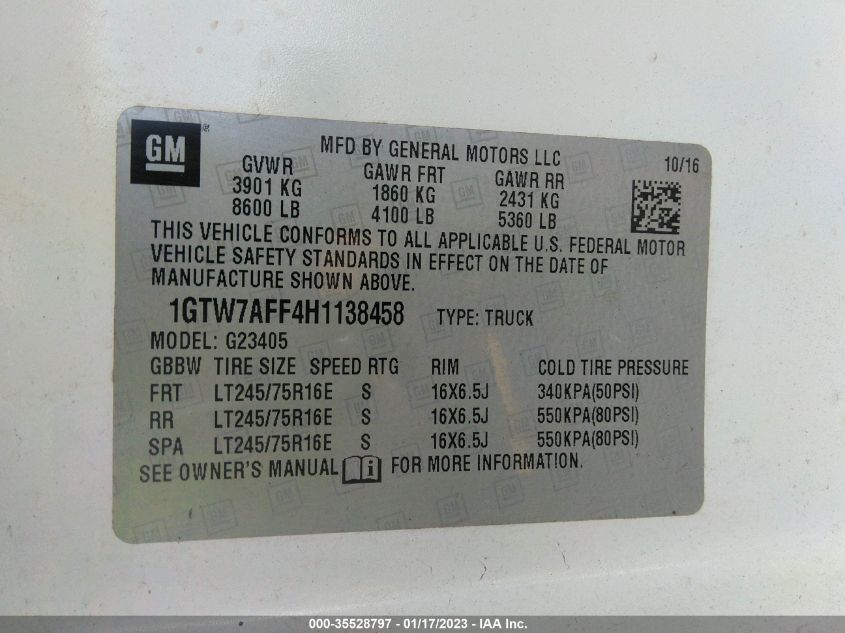 GM ®
MFD BY GENERAL MOTORS LLC
10/16
GVWR GAWR FRT GAWR RR
3901 KG 1860 KG 2431 KG
8600 LB 4100 LB 5360 LB
THIS VEHICLE CONFORMS TO ALL APPLICABLE U.S. FEDERAL MOTOR
VEHICLE SAFETY STANDARDS IN EFFECT ON THE DATE OF
MANUFACTURE SHOWN ABOVE.
1GTW7AFF4H1138458 TYPE: TRUCK
MODEL: G23405
GBBW TIRE SIZE SPEED RTG RIM COLD TIRE PRESSURE
FRT LT245/75R16E S 16X6.5J 340KPA(50PSI)
RR LT245/75R16E S 16X6.5J 550KPA(80PSI)
SPA LT245/75R16E S 16X6.5J 550KPA(80PSI)
SEE OWNER'S MANUAL i FOR MORE INFORMATION.
000-35528797 - 01/17/2023 - IAA Inc.